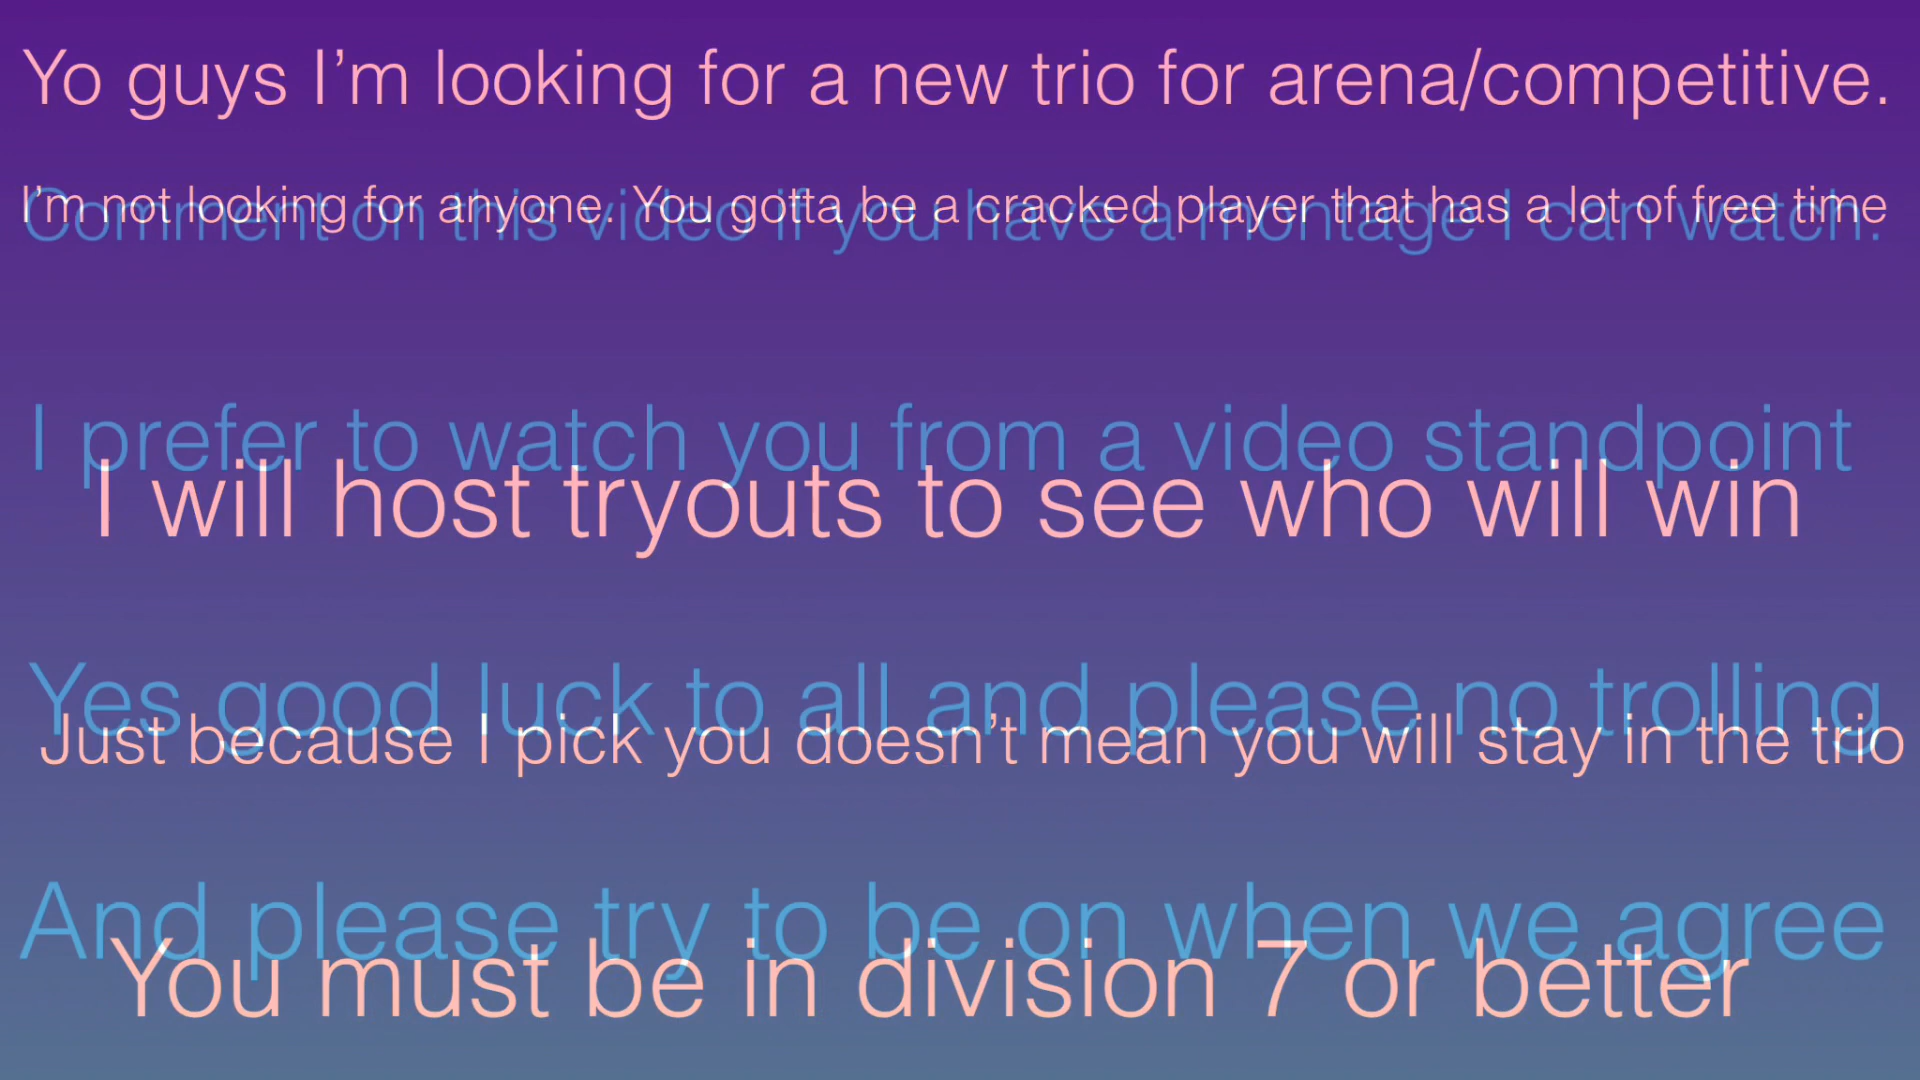 Yo guys I’m looking for a new trio for arena/competitive.
I’m not looking for anyone. You gotta be a cracked player that has a lot of free time
Comment on this video if you have a montage I can watch.
I prefer to watch you from a video standpoint
I will host tryouts to see who will win
Yes good luck to all and please no trolling
Just because I pick you doesn’t mean you will stay in the trio
And please try to be on when we agree
You must be in division 7 or better